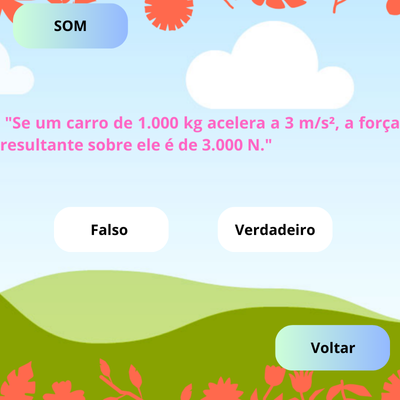 SOM
"Se um carro de 1.000 kg acelera a 3 m/s², a força
resultante sobre ele é de 3.000 N."
Falso Verdadeiro
Voltar